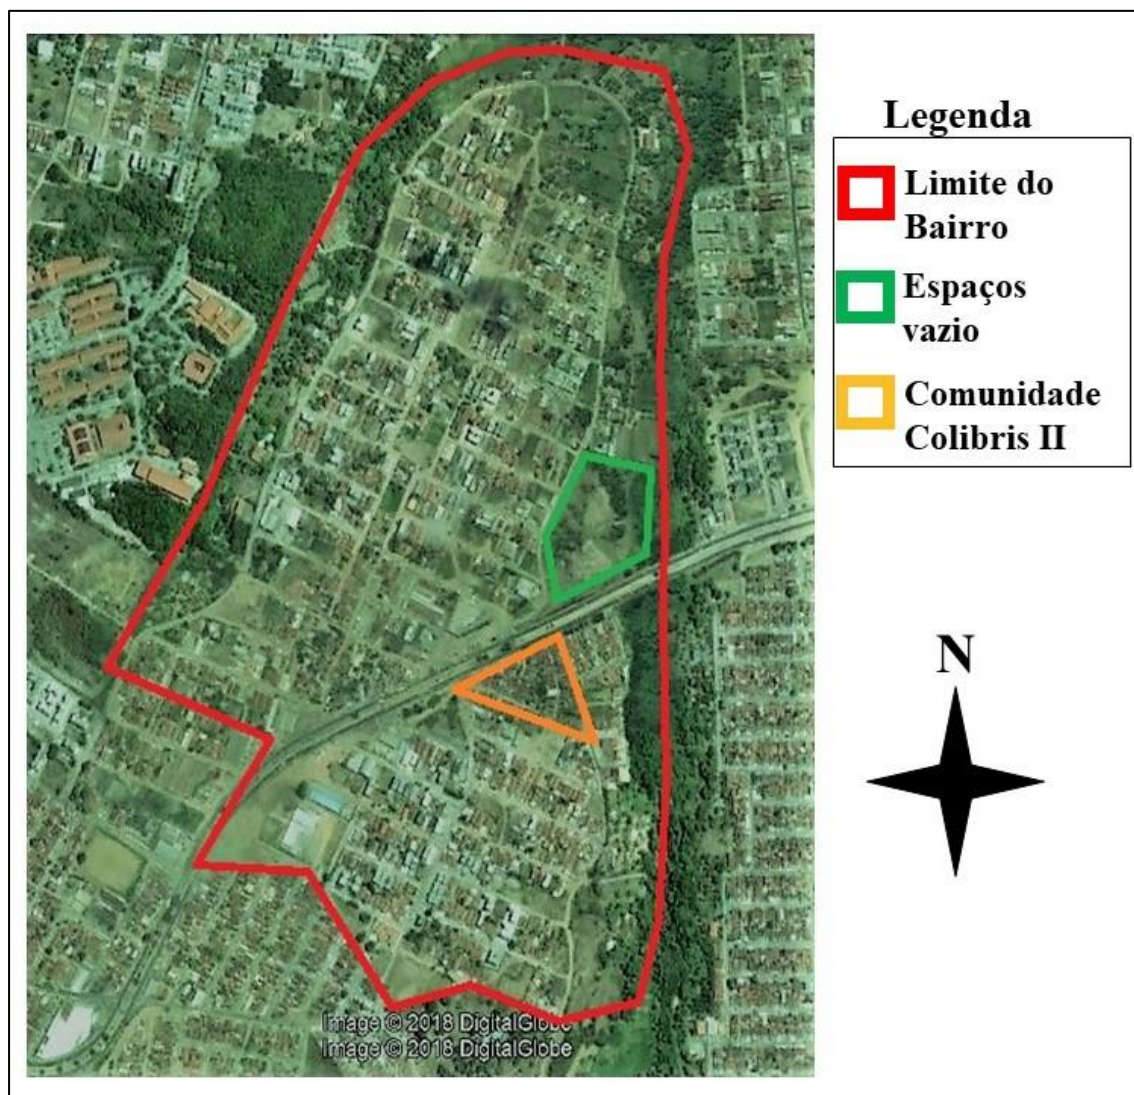 Legenda
Limite do
Bairro
Espaços
vazio
Comunidade
Colibris II
N
Image © 2018 DigitalGlobe
Image © 2018 DigitalGlobe